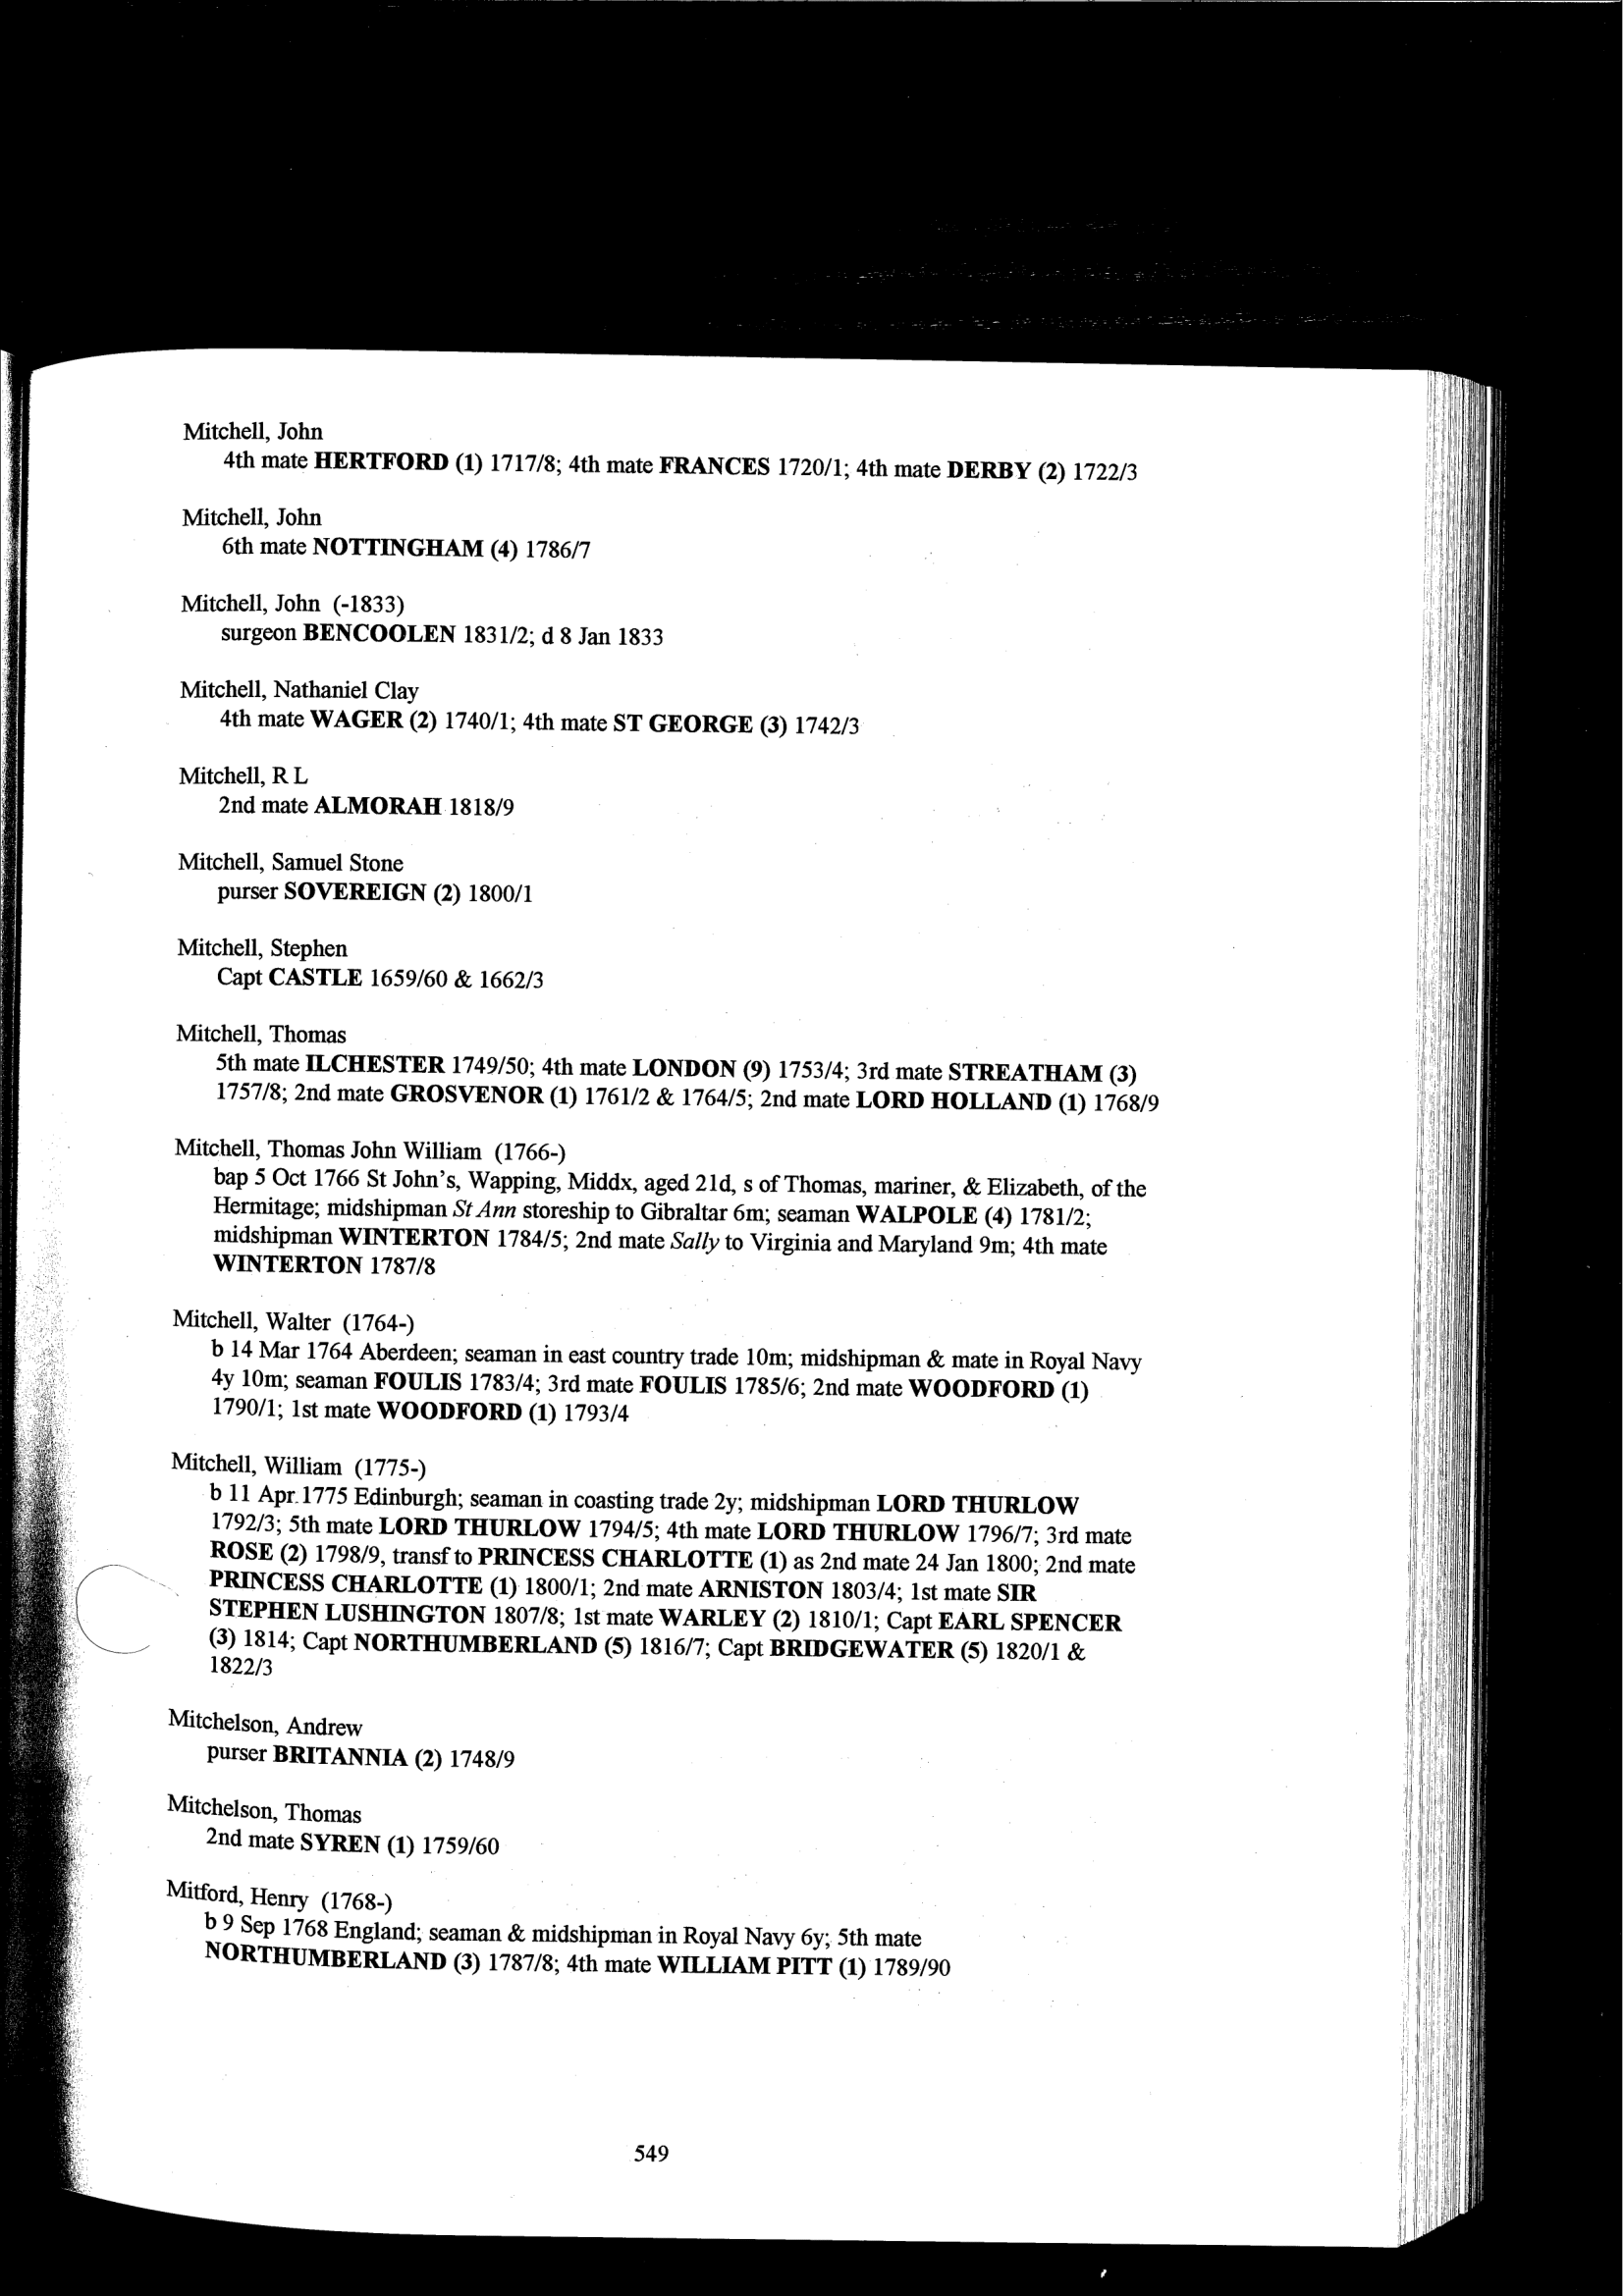 Mitchell, John
4th mate HERTFORD (1) 1717/8; 4th mate FRANCES 1720/1; 4th mate DERBY (2) 1722/3
Mitchell, John
6th mate NOTTINGHAM (4) 1786/7
Mitchell, John (-1833)
surgeon BENCOOLEN 1831/2; d 8 Jan 1833
Mitchell, Nathaniel Clay
4th mate WAGER (2) 1740/1; 4th mate ST GEORGE (3) 1742/3
Mitchell, R L
2nd mate ALMORAH 1818/9
Mitchell, Samuel Stone
purser SOVEREIGN (2) 1800/1
Mitchell, Stephen
Capt CASTLE 1659/60 & 1662/3
Mitchell, Thomas
5th mate ILCHESTER 1749/50; 4th mate LONDON (9) 1753/4; 3rd mate STREATHAM (3)
1757/8; 2nd mate GROSVENOR (1) 1761/2 & 1764/5; 2nd mate LORD HOLLAND (1) 1768/9
Mitchell, Thomas John William (1766-)
bap 5 Oct 1766 St John's, Wapping, Middx, aged 21d, s of Thomas, mariner, & Elizabeth, of the
Hermitage; midshipman St Ann storeship to Gibraltar 6m; seaman WALPOLE (4) 1781/2;
midshipman WINTERTON 1784/5; 2nd mate Sally to Virginia and Maryland 9m; 4th mate
WINTERTON 1787/8
Mitchell, Walter (1764-)
b 14 Mar 1764 Aberdeen; seaman in east country trade 10m; midshipman & mate in Royal Navy
4y 10m; seaman FOULIS 1783/4; 3rd mate FOULIS 1785/6; 2nd mate WOODFORD (1)
1790/1; 1st mate WOODFORD (1) 1793/4
Mitchell, William (1775-)
b 11 Apr 1775 Edinburgh; seaman in coasting trade 2y; midshipman LORD THURLOW
1792/3; 5th mate LORD THURLOW 1794/5; 4th mate LORD THURLOW 1796/7; 3rd mate
ROSE (2) 1798/9, transf to PRINCESS CHARLOTTE (1) as 2nd mate 24 Jan 1800; 2nd mate
PRINCESS CHARLOTTE (1) 1800/1; 2nd mate ARNISTON 1803/4; 1st mate SIR
STEPHEN LUSHINGTON 1807/8; 1st mate WARLEY (2) 1810/1; Capt EARL SPENCER
(3) 1814; Capt NORTHUMBERLAND (5) 1816/7; Capt BRIDGEWATER (5) 1820/1 &
1822/3
Mitchelson, Andrew
purser BRITANNIA (2) 1748/9
Mitchelson, Thomas
2nd mate SYREN (1) 1759/60
Mitford, Henry (1768-)
b 9 Sep 1768 England; seaman & midshipman in Royal Navy 6y; 5th mate
NORTHUMBERLAND (3) 1787/8; 4th mate WILLIAM PITT (1) 1789/90
549